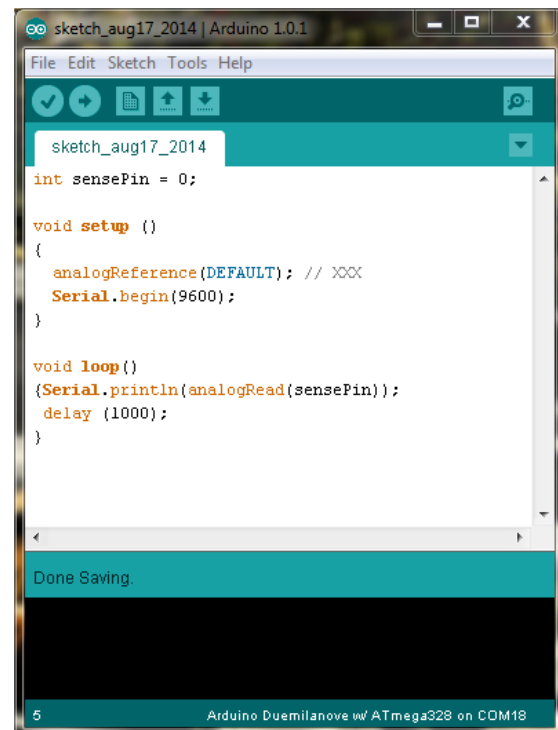 sketch_aug17_2014 | Arduino 1.0.1
File Edit Sketch Tools Help
sketch_aug17_2014
int sensePin = 0;
void setup ()
{
analogReference(DEFAULT); // XXX
Serial.begin(9600);
}
void loop()
{Serial.println(analogRead(sensePin));
delay (1000);
}
Done Saving.
5 Arduino Duemilanove w/ ATmega328 on COM18